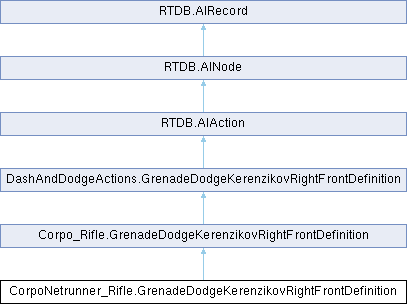 RTDB.AIRecord
RTDB.AINode
RTDB.AIAction
DashAndDodgeActions.GrenadeDodgeKerenzikovRightFrontDefinition
Corpo_Rifle.GrenadeDodgeKerenzikovRightFrontDefinition
CorpoNetrunner_Rifle.GrenadeDodgeKerenzikovRightFrontDefinition